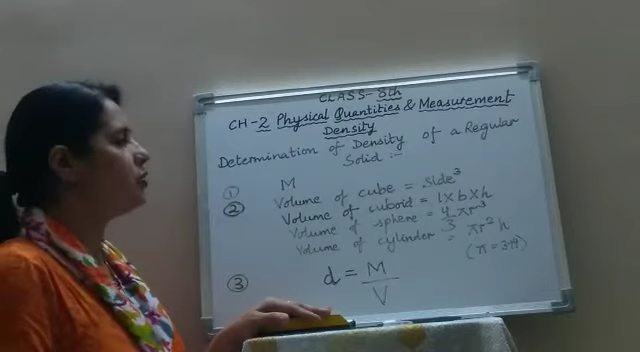 CLASS- 8th
CH-2 Physical Quantities & Measurement
Density
Determination of Density of a Regular
Solid :-
① M
② Volume of cube = side³
Volume of cuboid = l x b x h
Volume of sphere = 4/3 πr³
Volume of cylinder = πr²h
(π = 3.14)
③ d = M/V